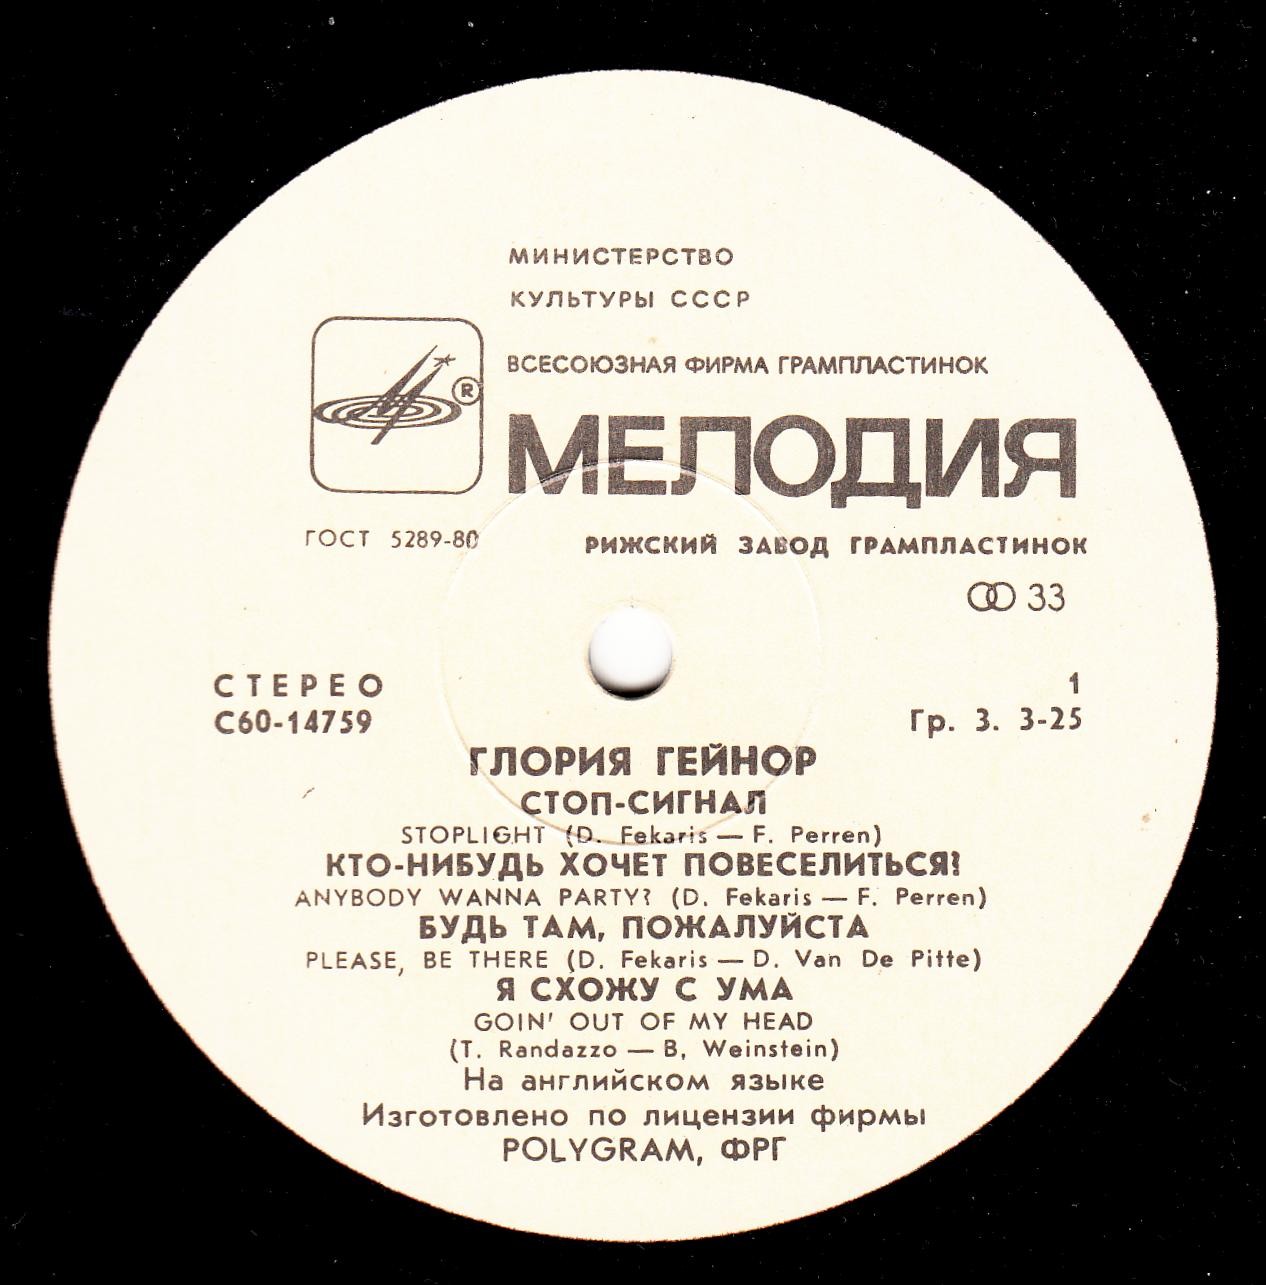 МИНИСТЕРСТВО
КУЛЬТУРЫ СССР
ВСЕСОЮЗНАЯ ФИРМА ГРАМПЛАСТИНОК
®
МЕЛОДИЯ
ГОСТ 5289-80
РИЖСКИЙ ЗАВОД ГРАМПЛАСТИНОК
33
СТЕРЕО 1
С60-14759 Гр. 3. 3-25
ГЛОРИЯ ГЕЙНОР
СТОП-СИГНАЛ
STOPLIGHT (D. Fekaris — F. Perren)
КТО-НИБУДЬ ХОЧЕТ ПОВЕСЕЛИТЬСЯ?
ANYBODY WANNA PARTY? (D. Fekaris — F. Perren)
БУДЬ ТАМ, ПОЖАЛУЙСТА
PLEASE, BE THERE (D. Fekaris — D. Van De Pitte)
Я СХОЖУ С УМА
GOIN' OUT OF MY HEAD
(T. Randazzo — B, Weinstein)
На английском языке
Изготовлено по лицензии фирмы
POLYGRAM, ФРГ